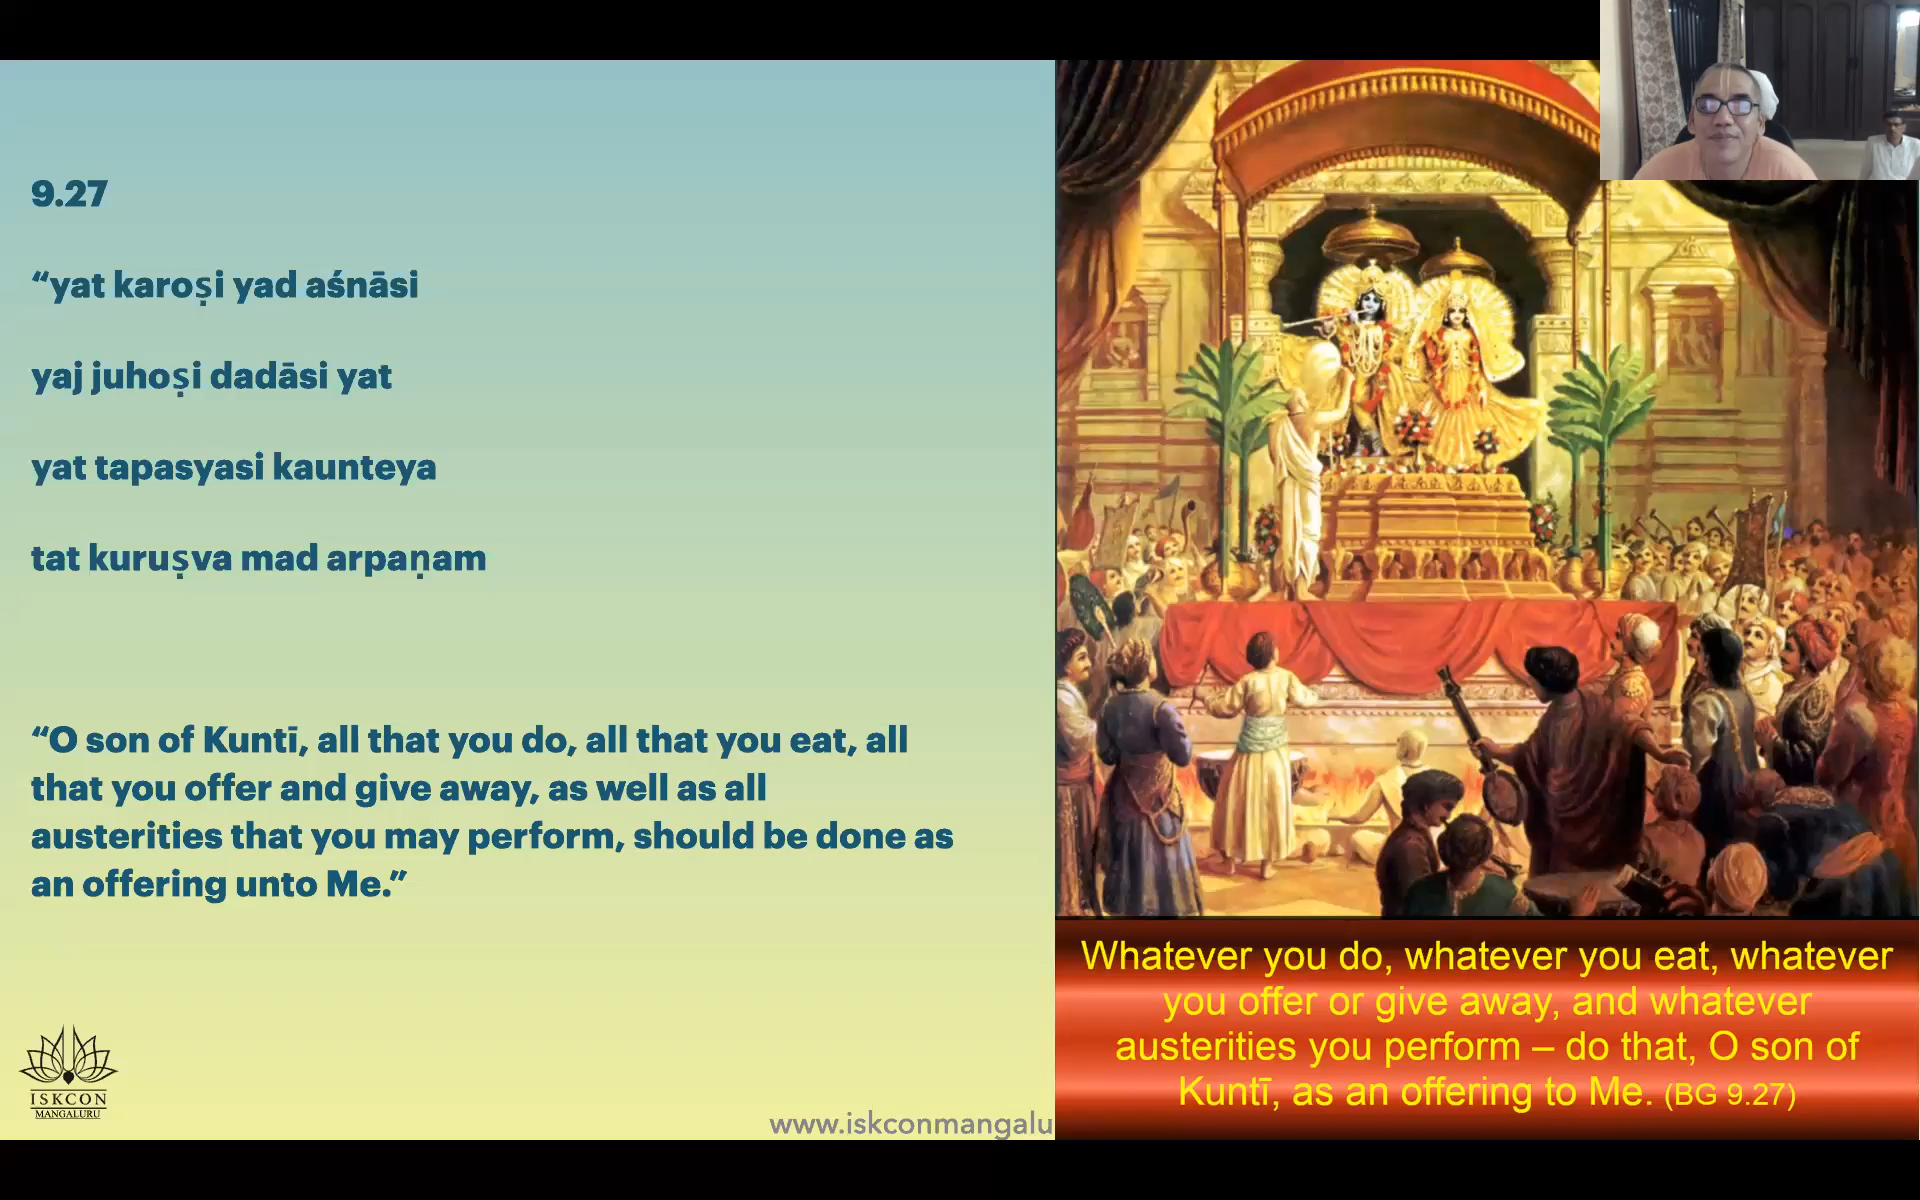 9.27
“yat karoṣi yad aśnāsi
yaj juhoṣi dadāsi yat
yat tapasyasi kaunteya
tat kuruṣva mad arpaṇam
“O son of Kuntī, all that you do, all that you eat, all
that you offer and give away, as well as all
austerities that you may perform, should be done as
an offering unto Me.”
ISKCON
MANGALURU
www.iskconmangalu
Whatever you do, whatever you eat, whatever
you offer or give away, and whatever
austerities you perform – do that, O son of
Kuntī, as an offering to Me. (BG 9.27)